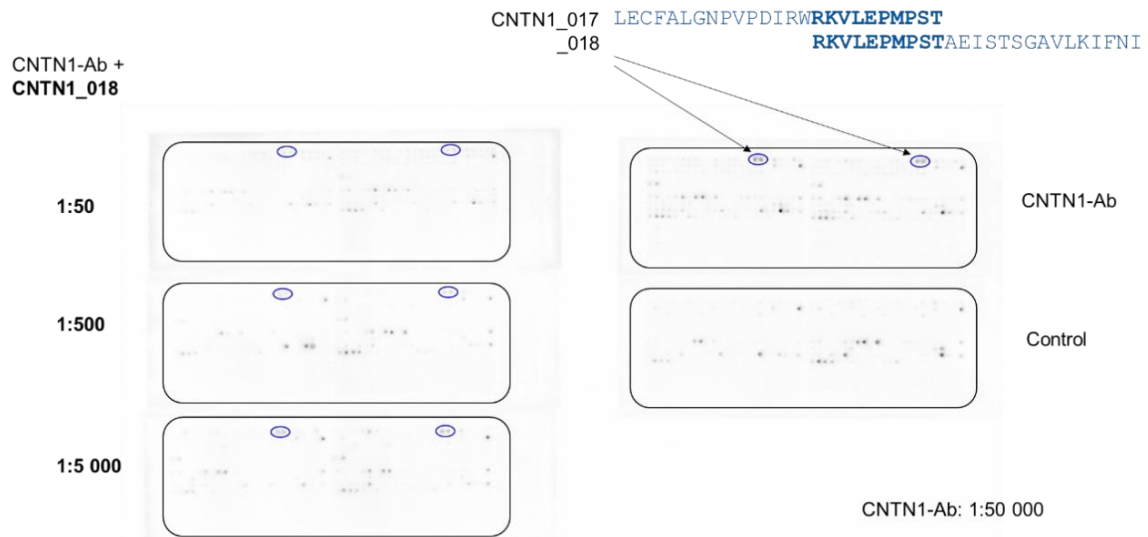 CNTN1_017 LECFALGNPVPDIRWRKVLEPMPST
_018 RKVLEPMPSTAEISTSGAVLKIFNI
CNTN1-Ab +
CNTN1_018
1:50
1:500
1:5 000
CNTN1-Ab
Control
CNTN1-Ab: 1:50 000